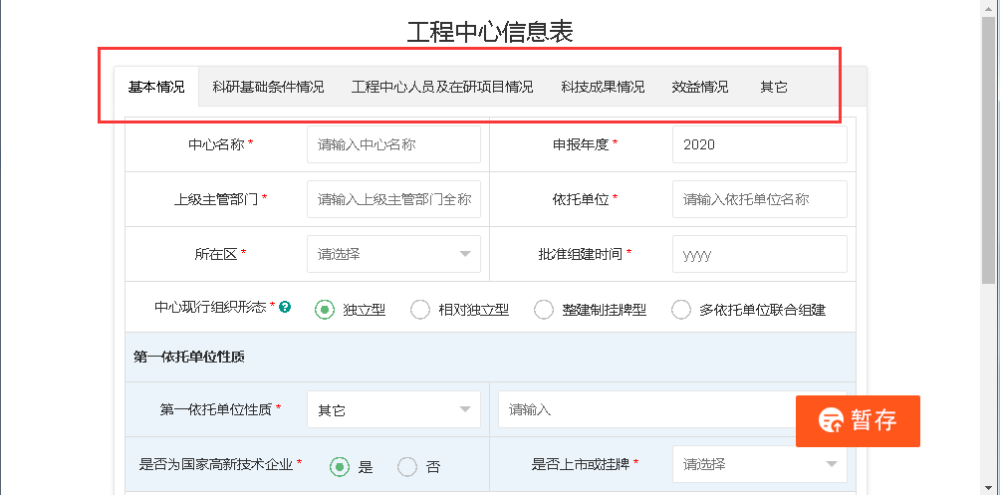 工程中心信息表
基本情况 科研基础条件情况 工程中心人员及在研项目情况 科技成果情况 效益情况 其它
中心名称 * 请输入中心名称 申报年度 * 2020
上级主管部门 * 请输入上级主管部门全称 依托单位 * 请输入依托单位名称
所在区 * 请选择 批准组建时间 * yyyy
中心现行组织形态 * ? 独立型 相对独立型 整建制挂牌型 多依托单位联合组建
第一依托单位性质
第一依托单位性质 * 其它 请输入
暂存
是否为国家高新技术企业 * 是 否 是否上市或挂牌 * 请选择